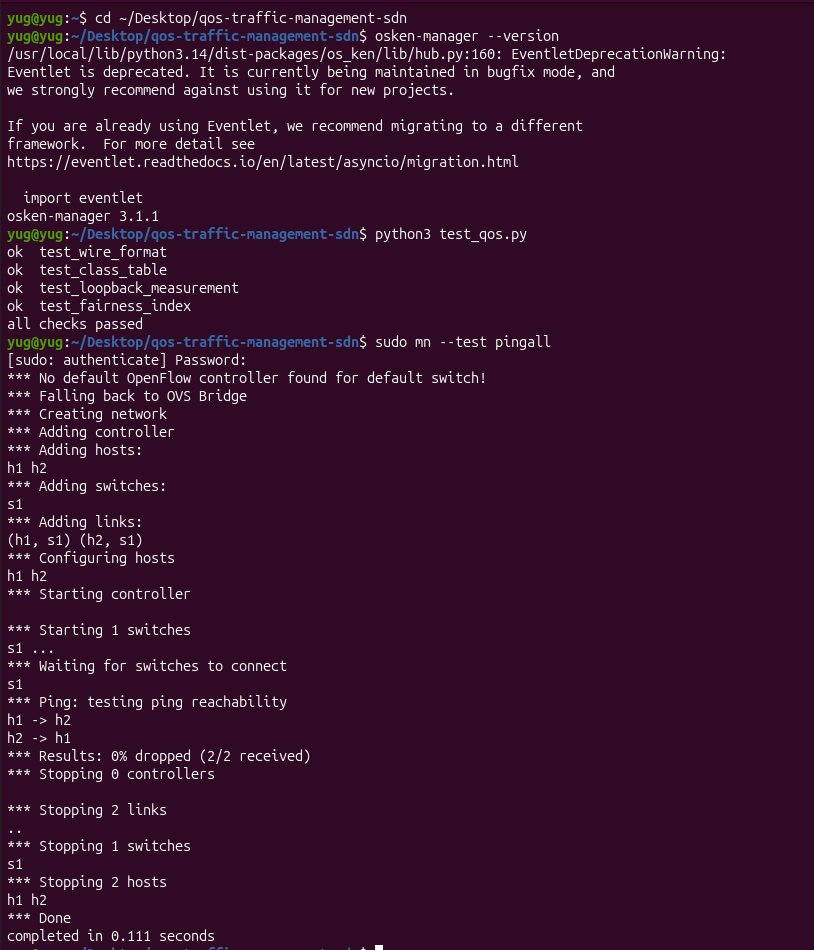 yug@yug:~$ cd ~/Desktop/qos-traffic-management-sdn
yug@yug:~/Desktop/qos-traffic-management-sdn$ osken-manager --version
/usr/local/lib/python3.14/dist-packages/os_ken/lib/hub.py:160: EventletDeprecationWarning:
Eventlet is deprecated. It is currently being maintained in bugfix mode, and
we strongly recommend against using it for new projects.

If you are already using Eventlet, we recommend migrating to a different
framework.  For more detail see
https://eventlet.readthedocs.io/en/latest/asyncio/migration.html

  import eventlet
osken-manager 3.1.1
yug@yug:~/Desktop/qos-traffic-management-sdn$ python3 test_qos.py
ok  test_wire_format
ok  test_class_table
ok  test_loopback_measurement
ok  test_fairness_index
all checks passed
yug@yug:~/Desktop/qos-traffic-management-sdn$ sudo mn --test pingall
[sudo: authenticate] Password:
*** No default OpenFlow controller found for default switch!
*** Falling back to OVS Bridge
*** Creating network
*** Adding controller
*** Adding hosts:
h1 h2
*** Adding switches:
s1
*** Adding links:
(h1, s1) (h2, s1)
*** Configuring hosts
h1 h2
*** Starting controller

*** Starting 1 switches
s1 ...
*** Waiting for switches to connect
s1
*** Ping: testing ping reachability
h1 -> h2
h2 -> h1
*** Results: 0% dropped (2/2 received)
*** Stopping 0 controllers

*** Stopping 2 links
..
*** Stopping 1 switches
s1
*** Stopping 2 hosts
h1 h2
*** Done
completed in 0.111 seconds